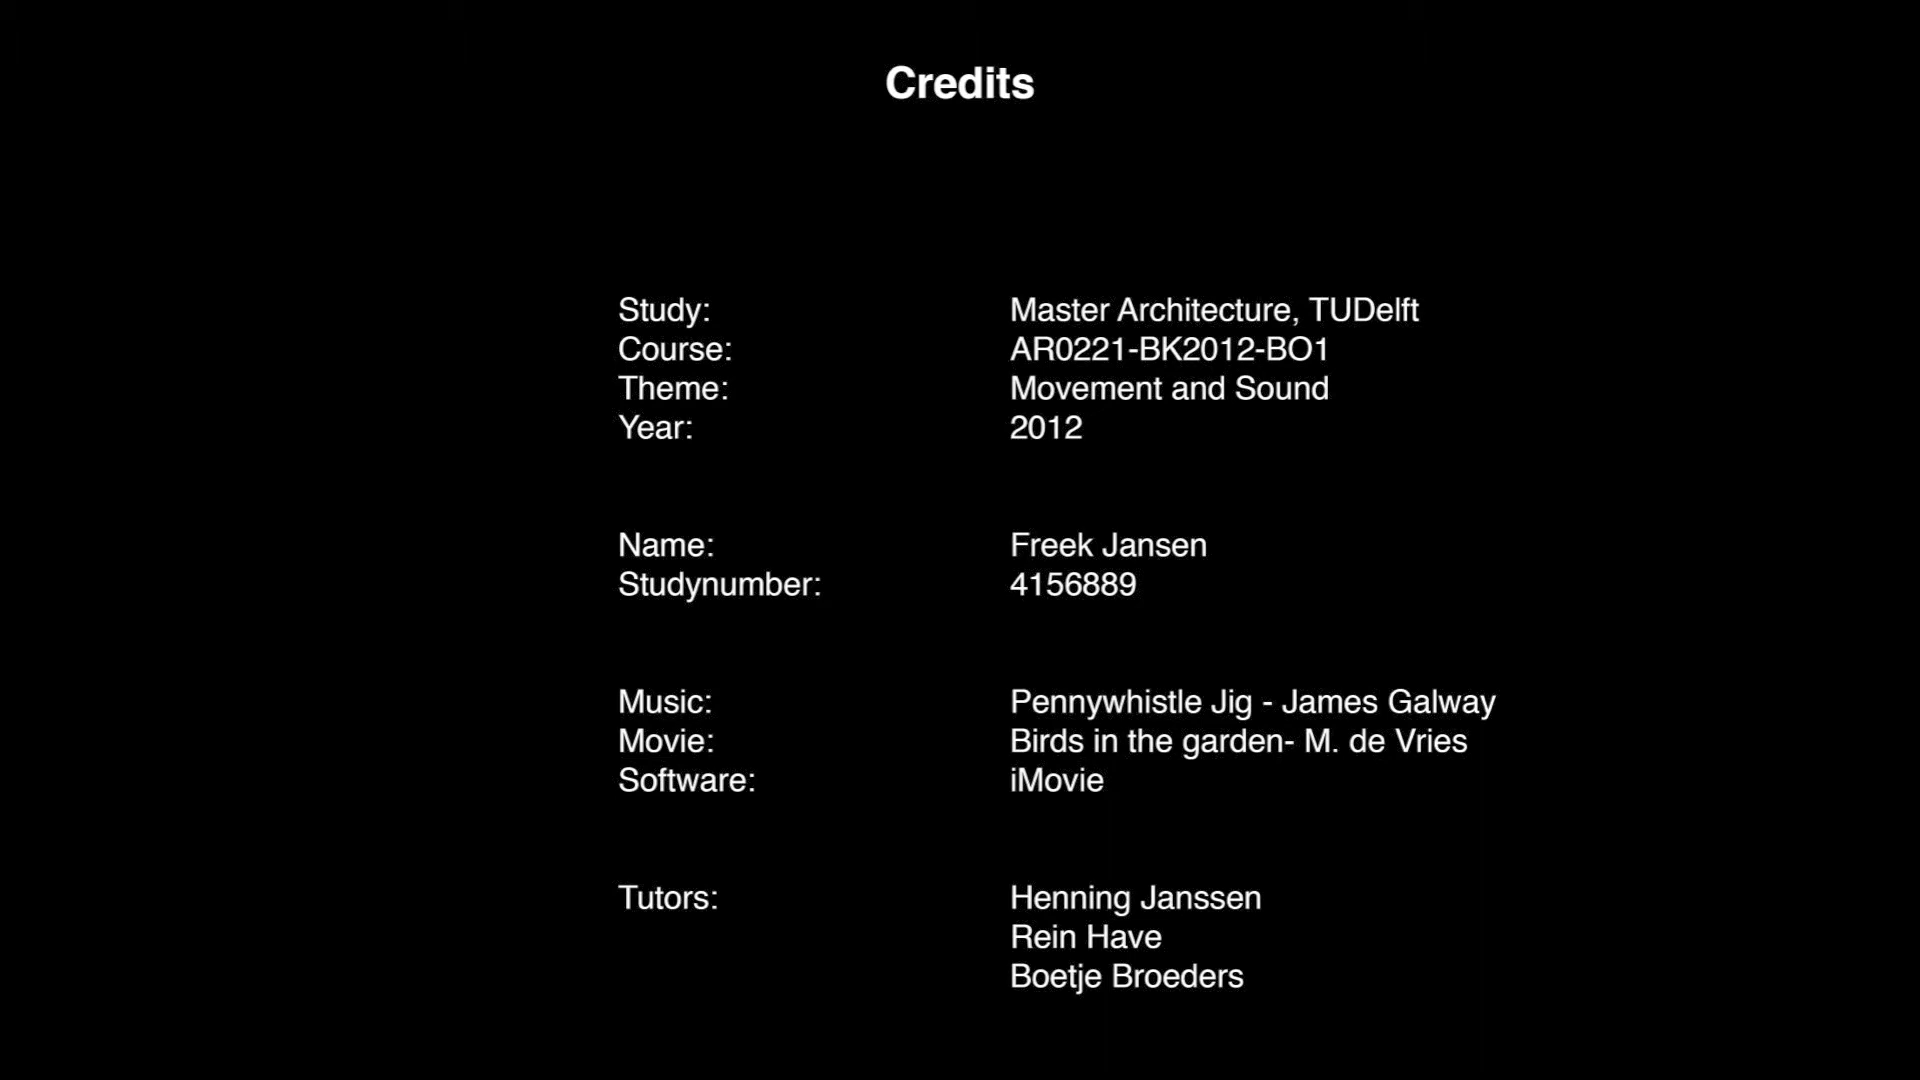 Credits
Study: Master Architecture, TUDelft
Course: AR0221-BK2012-BO1
Theme: Movement and Sound
Year: 2012
Name: Freek Jansen
Studynumber: 4156889
Music: Pennywhistle Jig - James Galway
Movie: Birds in the garden- M. de Vries
Software: iMovie
Tutors: Henning Janssen
Rein Have
Boetje Broeders